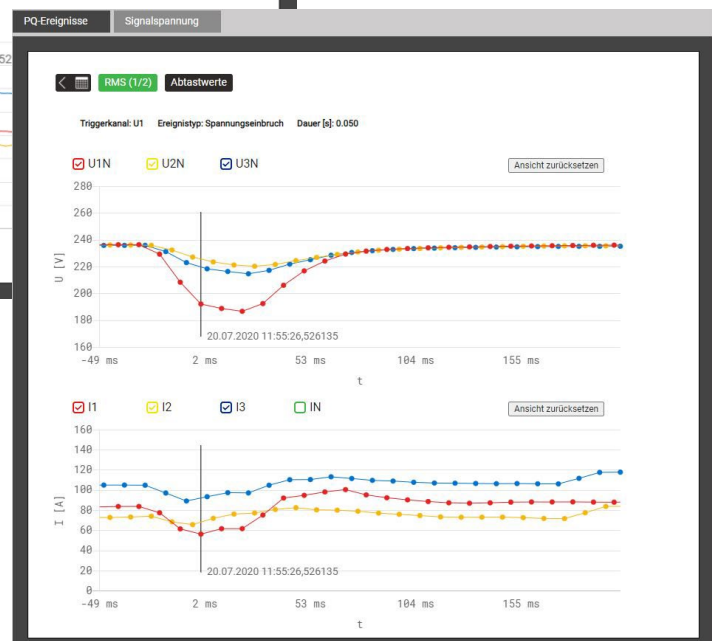 PQ-Ereignisse Signalspannung
52
RMS (1/2) Abtastwerte
Triggerkanal: U1 Ereignistyp: Spannungseinbruch Dauer [s]: 0.050
U1N U2N U3N Ansicht zurücksetzen
280
260
240
220
200
180
160
U [V]
20.07.2020 11:55:26,526135
-49 ms 2 ms 53 ms 104 ms 155 ms
t
I1 I2 I3 IN Ansicht zurücksetzen
160
140
120
100
80
60
40
20
0
I [A]
20.07.2020 11:55:26,526135
-49 ms 2 ms 53 ms 104 ms 155 ms
t